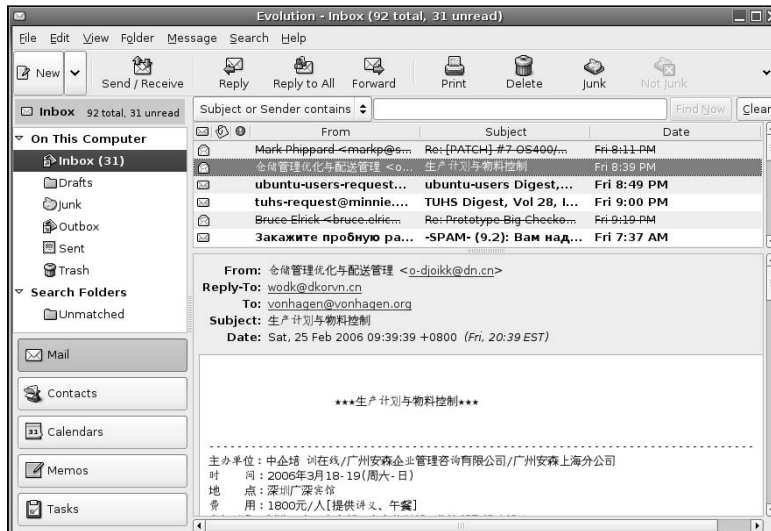 Evolution - Inbox (92 total, 31 unread)
File Edit View Folder Message Search Help
New Send / Receive Reply Reply to All Forward Print Delete Junk Not Junk
Inbox 92 total, 31 unread
Subject or Sender contains Find Now Clear
On This Computer
Inbox (31)
Drafts
Junk
Outbox
Sent
Trash
Search Folders
Unmatched
Mail
Contacts
Calendars
Memos
Tasks
From Subject Date
Mark Phippard <markp@s... Re: [PATCH] #7 OS400/... Fri 8:11 PM
仓储管理优化与配送管理 <o... 生产计划与物料控制 Fri 8:39 PM
ubuntu-users-request... ubuntu-users Digest,... Fri 8:49 PM
tuhs-request@minnie.... TUHS Digest, Vol 28, I... Fri 9:00 PM
Bruce Elrick <bruce.elric... Re: Prototype Big Checko... Fri 9:19 PM
Закажите пробную ра... -SPAM- (9.2): Вам над... Fri 7:37 AM
From: 仓储管理优化与配送管理 <o-djoikk@dn.cn>
Reply-To: wodk@dkorvn.cn
To: vonhagen@vonhagen.org
Subject: 生产计划与物料控制
Date: Sat, 25 Feb 2006 09:39:39 +0800 (Fri, 20:39 EST)
★★★生产计划与物料控制★★★
主办单位：中企培 训在线/广州安森企业管理咨询有限公司/广州安森上海分公司
时 间：2006年3月18-19(周六-日)
地 点：深圳广深宾馆
费 用：1800元/人[提供讲义、午餐]